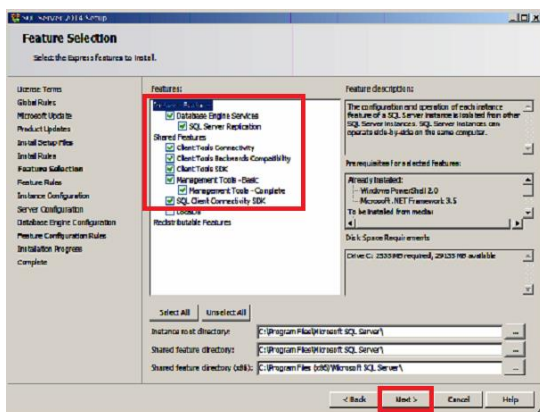 SQL Server 2014 Setup
Feature Selection
Select the Express features to install.
License Terms
Global Rules
Microsoft Update
Product Updates
Install Setup Files
Install Rules
Feature Selection
Feature Rules
Instance Configuration
Server Configuration
Database Engine Configuration
Feature Configuration Rules
Installation Progress
Complete
Features:
Database Engine Services
SQL Server Replication
Shared Features
Client Tools Connectivity
Client Tools Backwards Compatibility
Client Tools SDK
Management Tools - Basic
Management Tools - Complete
SQL Client Connectivity SDK
LocalDB
Redistributable Features
Feature description:
The configuration and operation of each instance
feature of a SQL Server instance is isolated from other
SQL Server instances. SQL Server instances can
operate side-by-side on the same computer.
Prerequisites for selected features:
Already installed:
Windows PowerShell 2.0
Microsoft .NET Framework 3.5
To be installed from media:
Disk Space Requirements
Drive C: 2533 MB required, 29135 MB available
Select All Unselect All
Instance root directory: C:\Program Files\Microsoft SQL Server\ ...
Shared feature directory: C:\Program Files\Microsoft SQL Server\ ...
Shared feature directory (x86): C:\Program Files (x86)\Microsoft SQL Server\ ...
< Back Next > Cancel Help